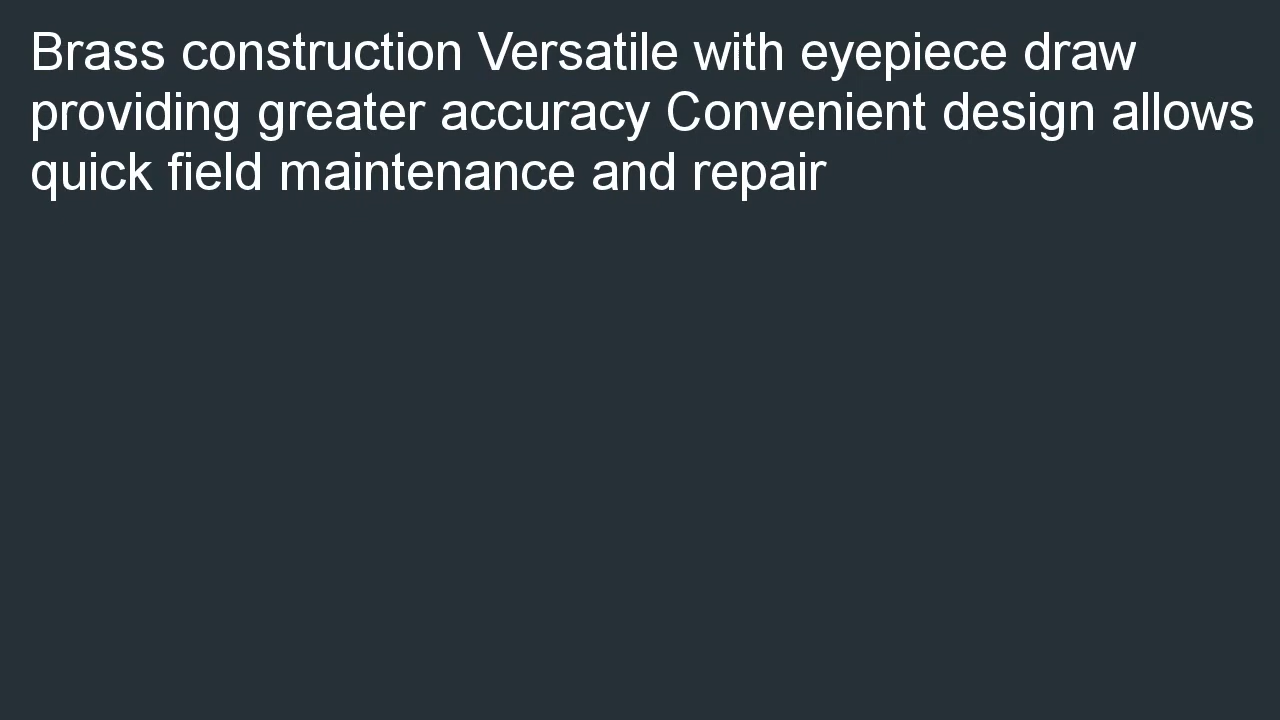 Brass construction Versatile with eyepiece draw
providing greater accuracy Convenient design allows
quick field maintenance and repair